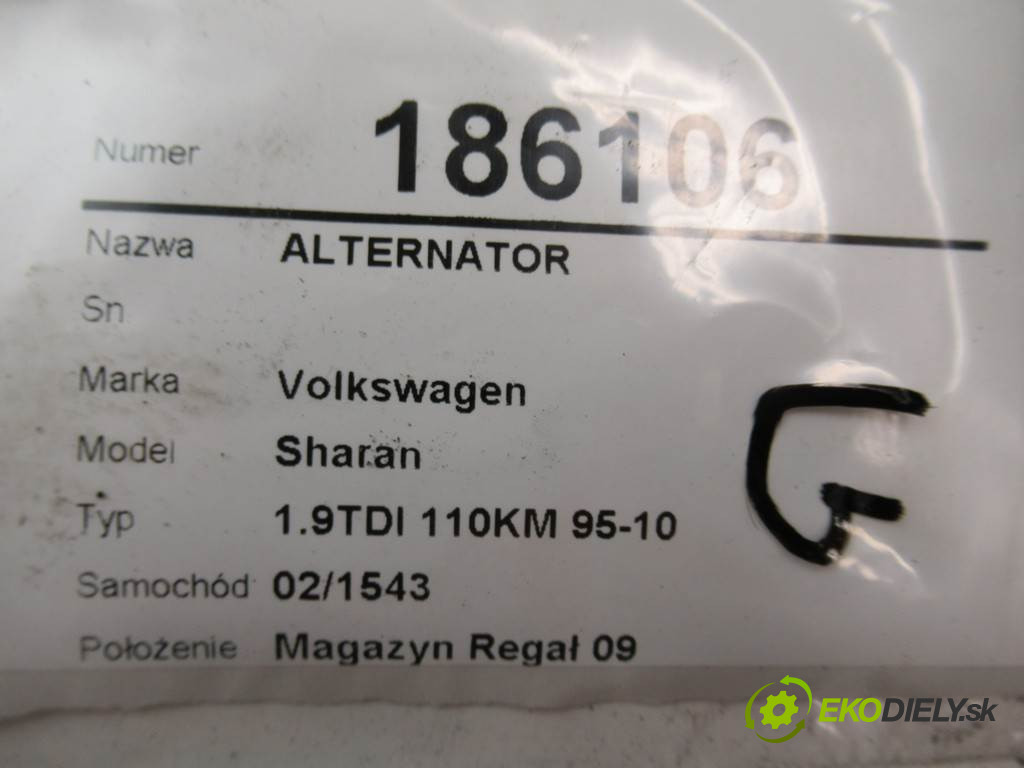 Numer 186106
Nazwa ALTERNATOR
Sn
Marka Volkswagen
Model Sharan
Typ 1.9TDI 110KM 95-10
G
Samochód 02/1543
Położenie Magazyn Regał 09
EKODIELY.sk